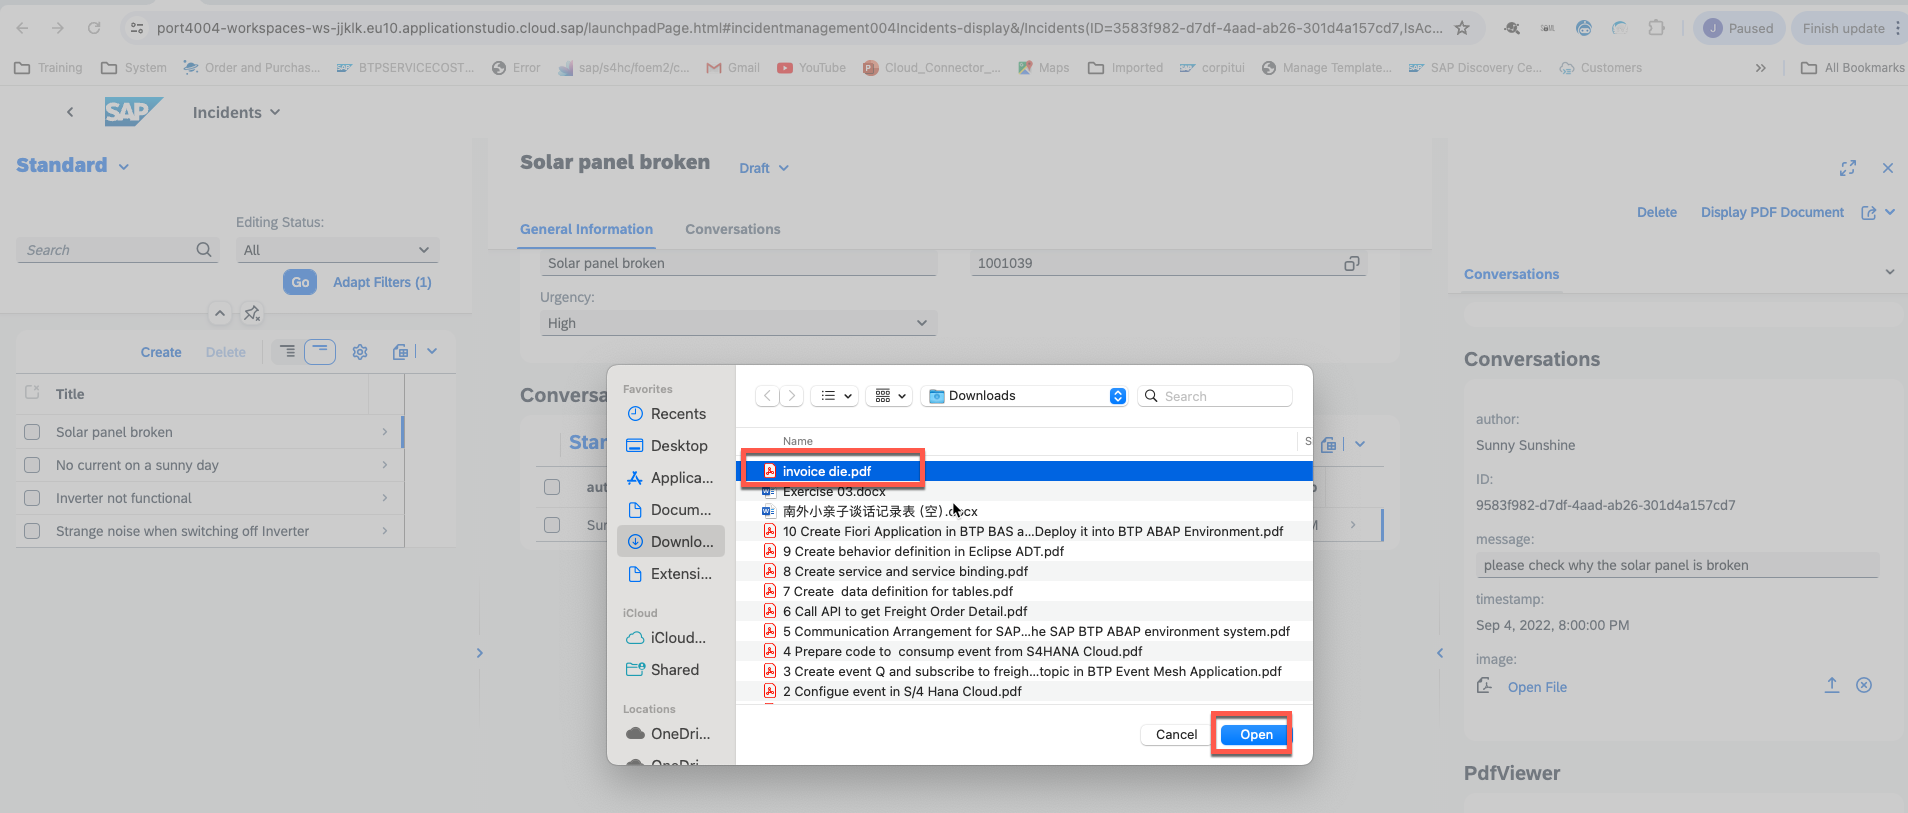 port4004-workspaces-ws-jjklk.eu10.applicationstudio.cloud.sap/launchpadPage.html#incidentmanagement004Incidents-display&/Incidents(ID=3583f982-d7df-4aad-ab26-301d4a157cd7,IsAc...
J Paused
Finish update
Training
System
Order and Purchas...
BTPSERVICECOST...
Error
sap/s4hc/foem2/c...
Gmail
YouTube
Cloud_Connector_...
Maps
Imported
corpitui
Manage Template...
SAP Discovery Ce...
Customers
All Bookmarks
SAP
Incidents
Standard
Editing Status:
Search
All
Go
Adapt Filters (1)
Create
Delete
Title
Solar panel broken
No current on a sunny day
Inverter not functional
Strange noise when switching off Inverter
Solar panel broken
Draft
General Information
Conversations
Solar panel broken
1001039
Urgency:
High
Conversa
Star
aut
Sun
M
Favorites
Recents
Desktop
Applica...
Docum...
Downlo...
Extensi...
iCloud
iCloud...
Shared
Locations
OneDri...
OneDri
Downloads
Search
Name
S
invoice die.pdf
Exercise 03.docx
南外小亲子谈话记录表 (空).docx
10 Create Fiori Application in BTP BAS a...Deploy it into BTP ABAP Environment.pdf
9 Create behavior definition in Eclipse ADT.pdf
8 Create service and service binding.pdf
7 Create  data definition for tables.pdf
6 Call API to get Freight Order Detail.pdf
5 Communication Arrangement for SAP...he SAP BTP ABAP environment system.pdf
4 Prepare code to  consump event from S4HANA Cloud.pdf
3 Create event Q and subscribe to freigh...topic in BTP Event Mesh Application.pdf
2 Configue event in S/4 Hana Cloud.pdf
Cancel
Open
Delete
Display PDF Document
Conversations
Conversations
author:
Sunny Sunshine
ID:
9583f982-d7df-4aad-ab26-301d4a157cd7
message:
please check why the solar panel is broken
timestamp:
Sep 4, 2022, 8:00:00 PM
image:
Open File
PdfViewer